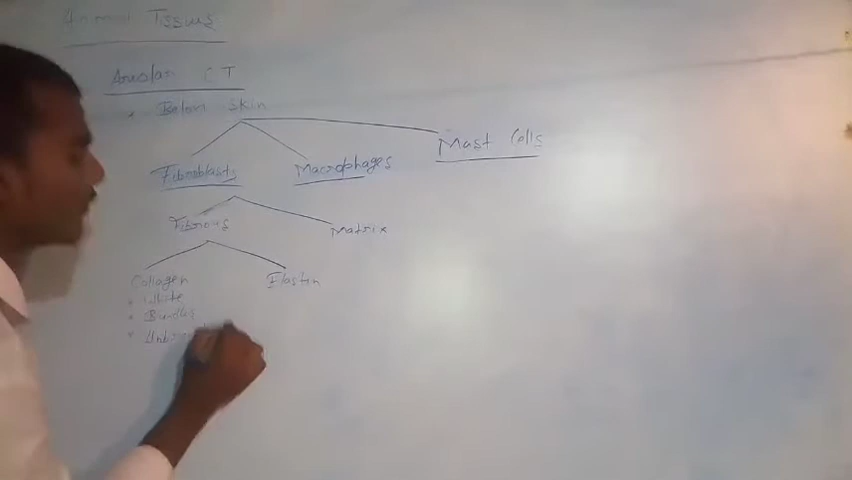 Animal Tissues
Areolar CT
* Below Skin
Fibroblasts Macrophages Mast Cells
Fibrous Matrix
Collagen Elastin
* White
* Bundles
*